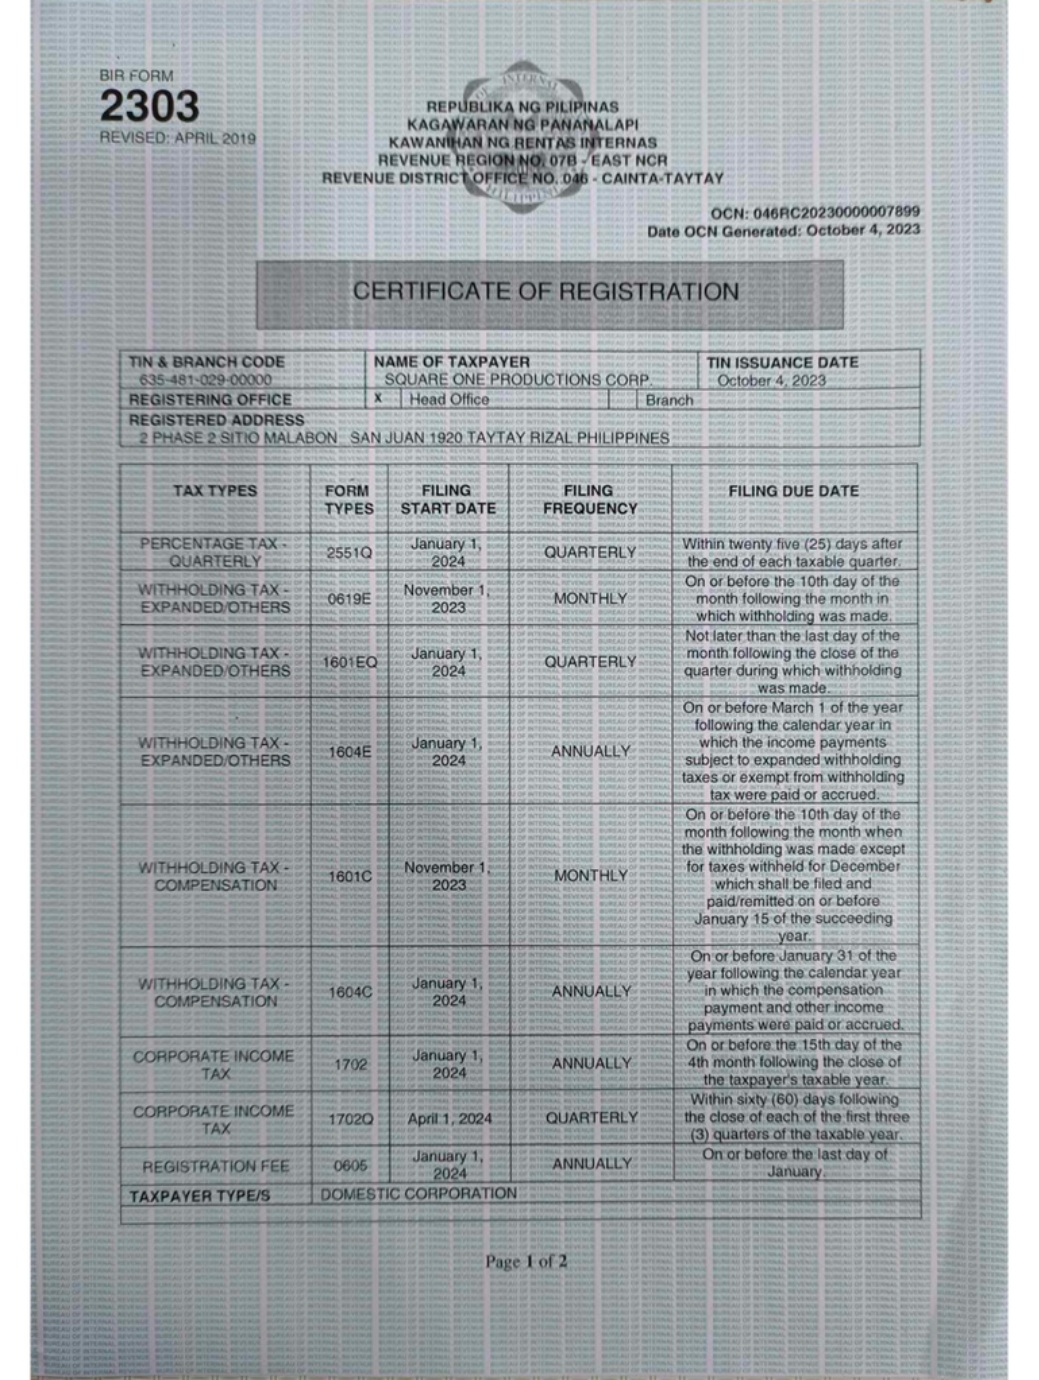 BIR FORM
2303
REVISED: APRIL 2019
REPUBLIKA NG PILIPINAS
KAGAWARAN NG PANANALAPI
KAWANIHAN NG RENTAS INTERNAS
REVENUE REGION NO. 07B - EAST NCR
REVENUE DISTRICT OFFICE NO. 046 - CAINTA-TAYTAY
OCN: 046RC20230000007899
Date OCN Generated: October 4, 2023
CERTIFICATE OF REGISTRATION
TIN & BRANCH CODE NAME OF TAXPAYER TIN ISSUANCE DATE
635-481-029-00000 SQUARE ONE PRODUCTIONS CORP. October 4, 2023
REGISTERING OFFICE X Head Office Branch
REGISTERED ADDRESS
2 PHASE 2 SITIO MALABON SAN JUAN 1920 TAYTAY RIZAL PHILIPPINES
TAX TYPES FORM TYPES FILING START DATE FILING FREQUENCY FILING DUE DATE
PERCENTAGE TAX - QUARTERLY 2551Q January 1, 2024 QUARTERLY Within twenty five (25) days after the end of each taxable quarter.
WITHHOLDING TAX - EXPANDED/OTHERS 0619E November 1, 2023 MONTHLY On or before the 10th day of the month following the month in which withholding was made.
WITHHOLDING TAX - EXPANDED/OTHERS 1601EQ January 1, 2024 QUARTERLY Not later than the last day of the month following the close of the quarter during which withholding was made.
WITHHOLDING TAX - EXPANDED/OTHERS 1604E January 1, 2024 ANNUALLY On or before March 1 of the year following the calendar year in which the income payments subject to expanded withholding taxes or exempt from withholding tax were paid or accrued.
WITHHOLDING TAX - COMPENSATION 1601C November 1, 2023 MONTHLY On or before the 10th day of the month following the month when the withholding was made except for taxes withheld for December which shall be filed and paid/remitted on or before January 15 of the succeeding year.
WITHHOLDING TAX - COMPENSATION 1604C January 1, 2024 ANNUALLY On or before January 31 of the year following the calendar year in which the compensation payment and other income payments were paid or accrued.
CORPORATE INCOME TAX 1702 January 1, 2024 ANNUALLY On or before the 15th day of the 4th month following the close of the taxpayer's taxable year.
CORPORATE INCOME TAX 1702Q April 1, 2024 QUARTERLY Within sixty (60) days following the close of each of the first three (3) quarters of the taxable year.
REGISTRATION FEE 0605 January 1, 2024 ANNUALLY On or before the last day of January.
TAXPAYER TYPE/S DOMESTIC CORPORATION
Page 1 of 2